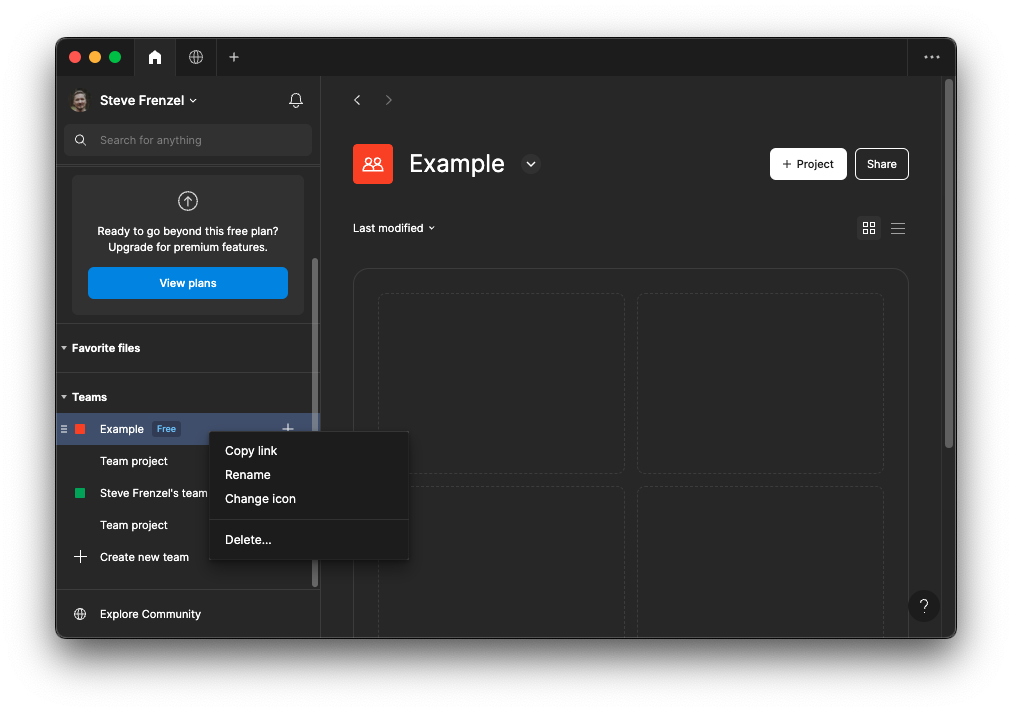 Steve Frenzel
Search for anything
Ready to go beyond this free plan?
Upgrade for premium features.
View plans
Favorite files
Teams
Example Free
Team project
Steve Frenzel's team
Team project
Create new team
Explore Community
Copy link
Rename
Change icon
Delete...
Example
+ Project
Share
Last modified
?